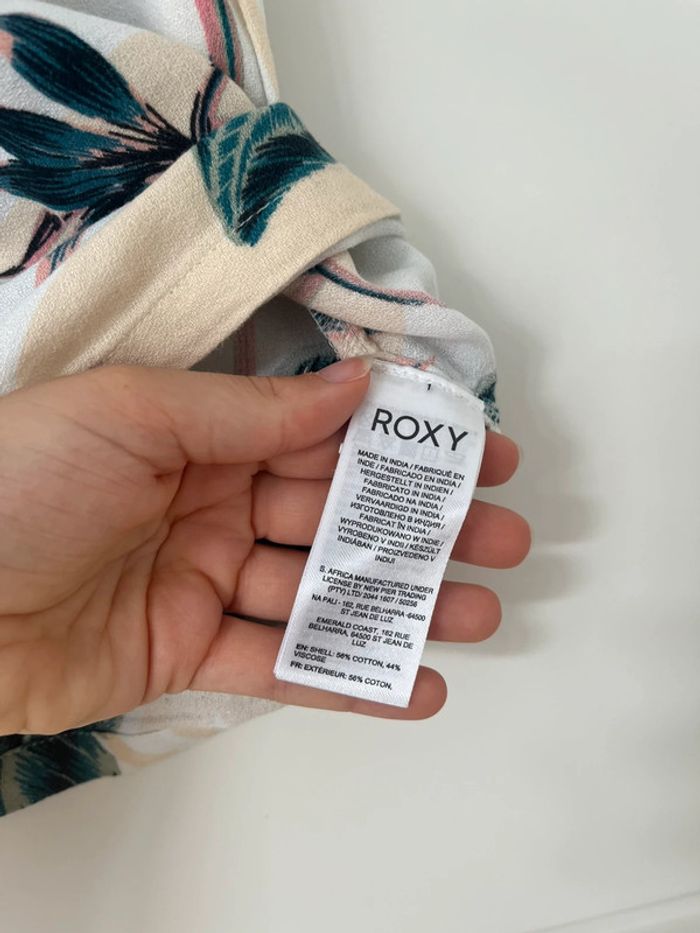 1
ROXY
MADE IN INDIA / FABRIQUÉ EN
INDE / FABRICADO EN INDIA /
HERGESTELLT IN INDIEN /
FABBRICATO IN INDIA /
FABRICADO NA INDIA /
VERVAARDIGD IN INDIA /
ИЗГОТОВЛЕНО В ИНДИЯ /
FABRICAT ÎN INDIA /
WYPRODUKOWANO W INDIE /
VYROBENO V INDII / KÉSZÜLT
INDIÁBAN / PROIZVEDENO V
INDIJI
S. AFRICA MANUFACTURED UNDER
LICENSE BY NEW PIER TRADING
(PTY) LTD/ 2044 1607 / 50256
NA PALI - 162, RUE BELHARRA -64500
ST JEAN DE LUZ
EMERALD COAST, 162 RUE
BELHARRA, 64500 ST JEAN DE
LUZ
EN: SHELL: 56% COTTON, 44%
VISCOSE
FR: EXTÉRIEUR: 56% COTON,